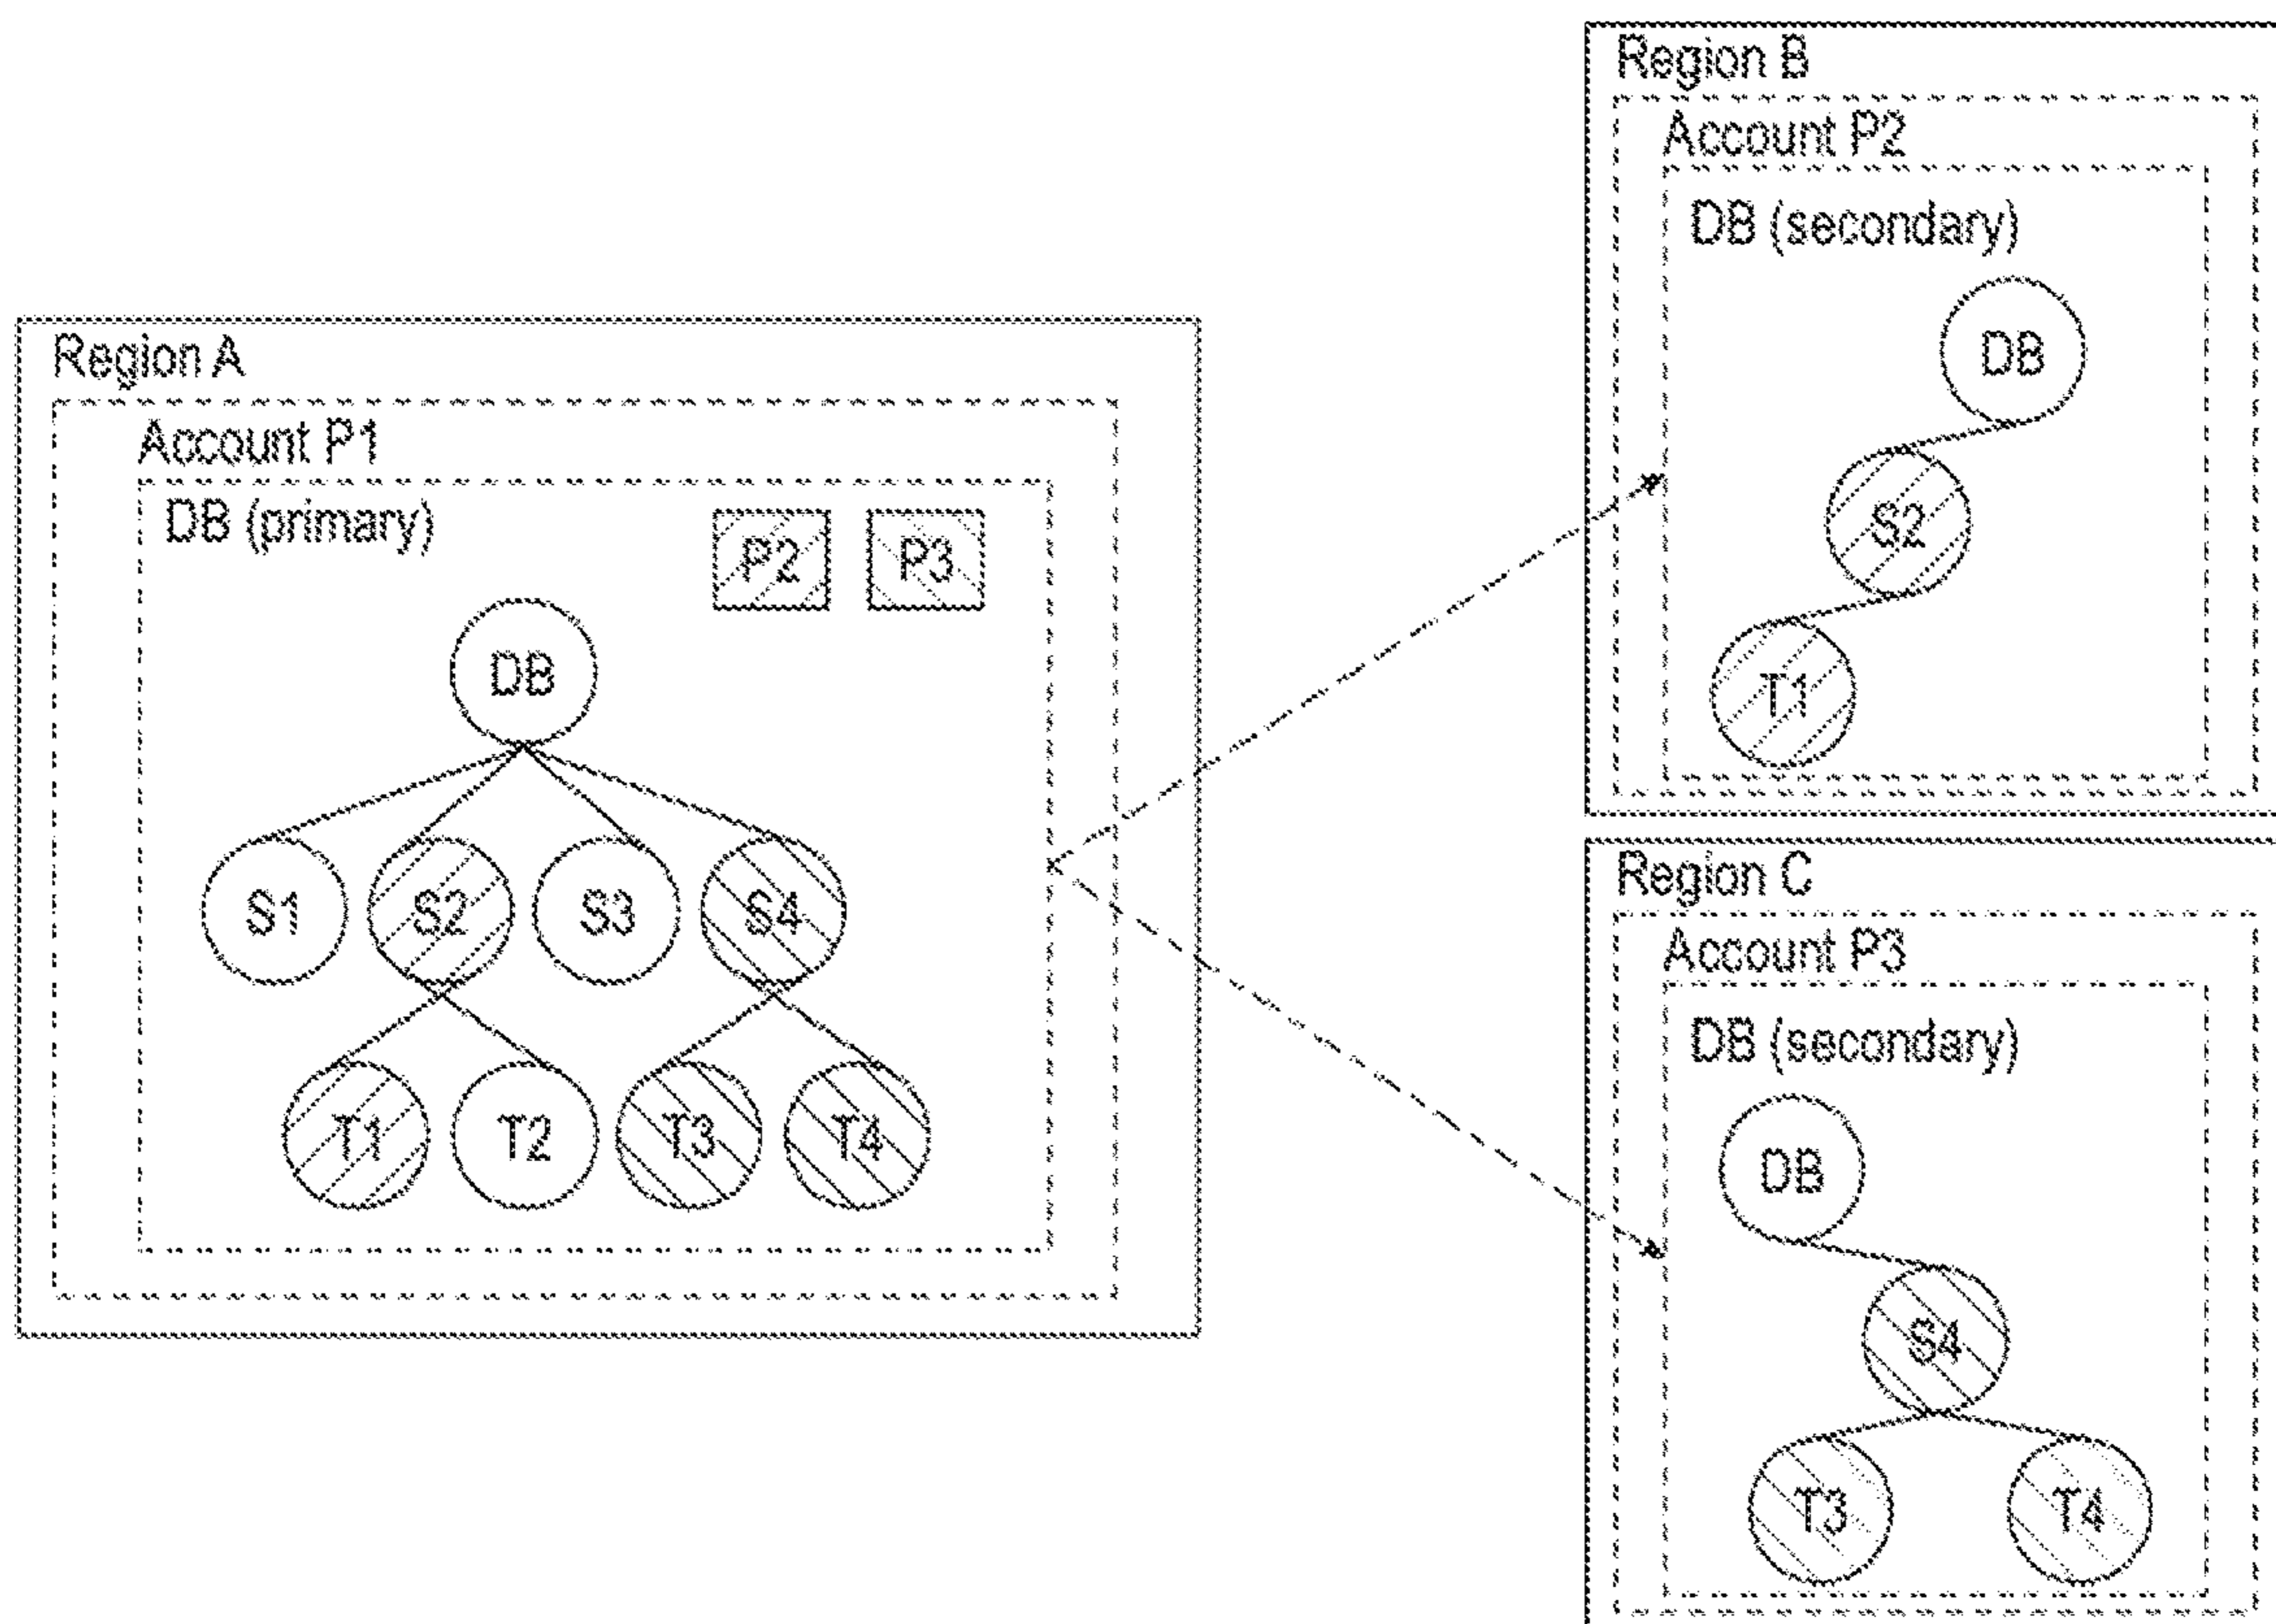 Region A
Account P1
DB (primary)
P2 P3
DB
S1 S2 S3 S4
T1 T2 T3 T4
Region B
Account P2
DB (secondary)
DB
S2
T1
Region C
Account P3
DB (secondary)
DB
S4
T3 T4